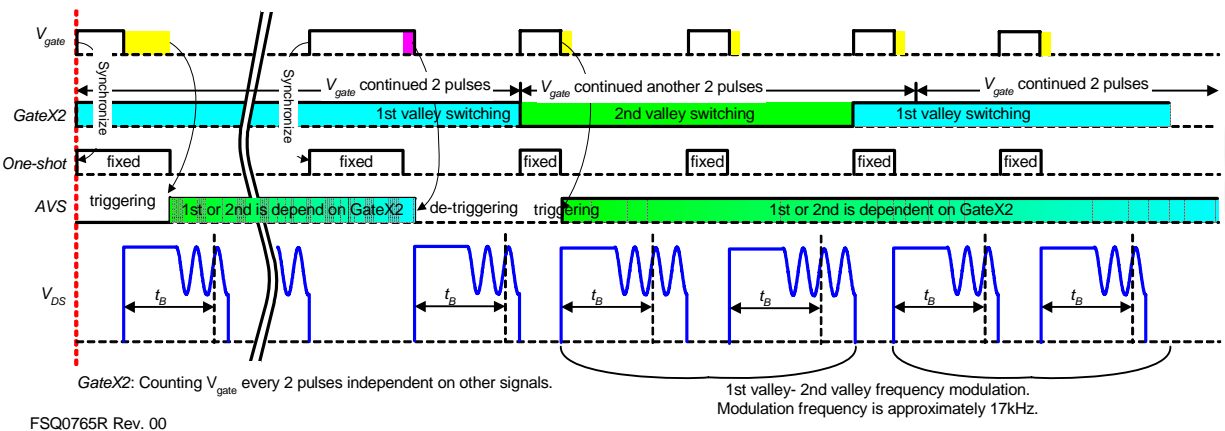 Vgate
Synchronize
Synchronize
Vgate continued 2 pulses
Vgate continued another 2 pulses
Vgate continued 2 pulses
GateX2
1st valley switching
2nd valley switching
1st valley switching
One-shot
fixed
fixed
fixed
fixed
fixed
fixed
AVS
triggering
1st or 2nd is depend on GateX2
de-triggering
triggering
1st or 2nd is dependent on GateX2
VDS
tB
tB
tB
tB
tB
tB
GateX2: Counting Vgate every 2 pulses independent on other signals.
1st valley- 2nd valley frequency modulation.
Modulation frequency is approximately 17kHz.
FSQ0765R Rev. 00